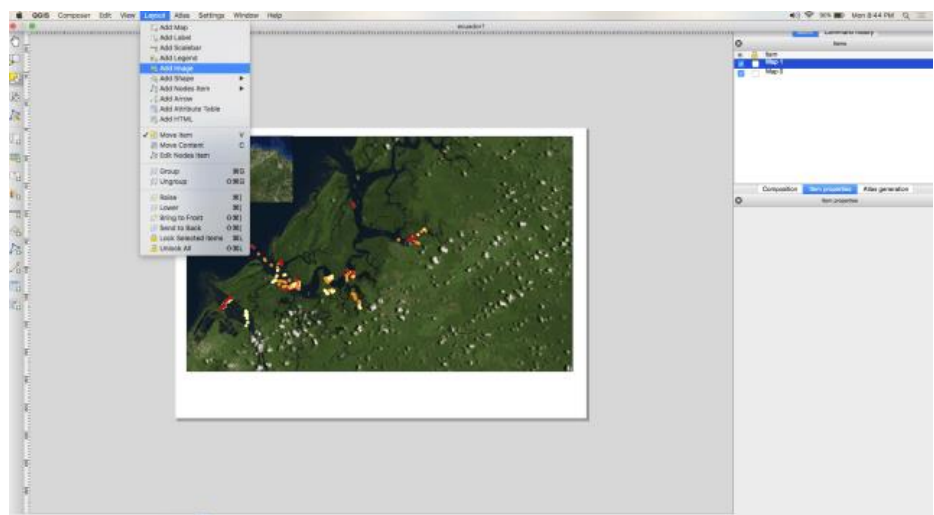 QGIS Composer Edit View Layout Atlas Settings Window Help
90% Mon 8:44 PM
ecuador1
Add Map
Add Label
Add Scalebar
Add Legend
Add Image
Add Shape
Add Nodes Item
Add Arrow
Add Attribute Table
Add HTML
Move Item V
Move Content C
Edit Nodes Item
Group ⌘G
Ungroup ⇧⌘G
Raise ⌘]
Lower ⌘[
Bring to Front ⇧⌘]
Send to Back ⇧⌘[
Lock Selected Items ⌘L
Unlock All ⇧⌘L
Command history
Items
Item
Map 1
Composition Item properties Atlas generation
Item properties